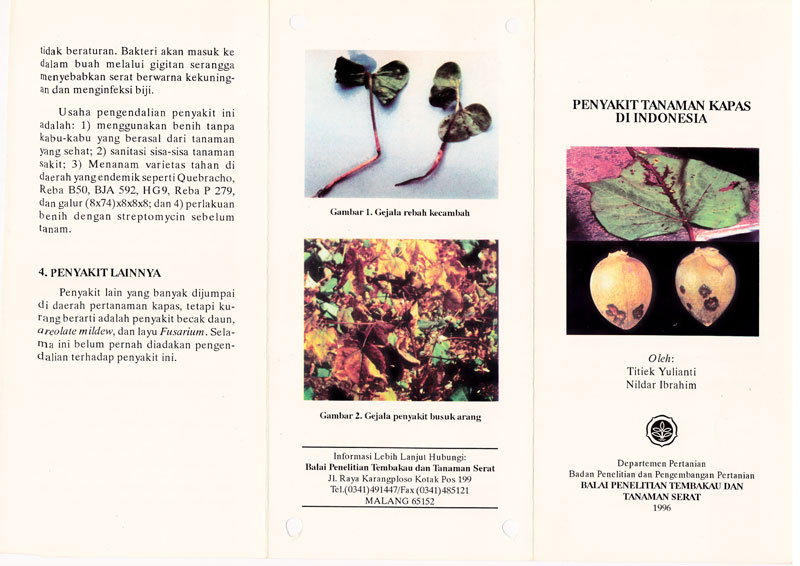 tidak beraturan. Bakteri akan masuk ke
dalam buah melalui gigitan serangga
menyebabkan serat berwarna kekuning-
an dan menginfeksi biji.
Usaha pengendalian penyakit ini
adalah: 1) menggunakan benih tanpa
kabu-kabu yang berasal dari tanaman
yang sehat; 2) sanitasi sisa-sisa tanaman
sakit; 3) Menanam varietas tahan di
daerah yang endemik seperti Quebracho,
Reba B50, BJA 592, HG9, Reba P 279,
dan galur (8x74)x8x8x8; dan 4) perlakuan
benih dengan streptomycin sebelum
tanam.
4. PENYAKIT LAINNYA
Penyakit lain yang banyak dijumpai
di daerah pertanaman kapas, tetapi ku-
rang berarti adalah penyakit becak daun,
areolate mildew, dan layu Fusarium. Sela-
ma ini belum pernah diadakan pengen-
dalian terhadap penyakit ini.
Gambar 1. Gejala rebah kecambah
Gambar 2. Gejala penyakit busuk arang
Informasi Lebih Lanjut Hubungi:
Balai Penelitian Tembakau dan Tanaman Serat
Jl. Raya Karangploso Kotak Pos 199
Tel.(0341)491447/Fax (0341)485121
MALANG 65152
PENYAKIT TANAMAN KAPAS
DI INDONESIA
Oleh:
Titiek Yulianti
Nildar Ibrahim
Departemen Pertanian
Badan Penelitian dan Pengembangan Pertanian
BALAI PENELITIAN TEMBAKAU DAN
TANAMAN SERAT
1996